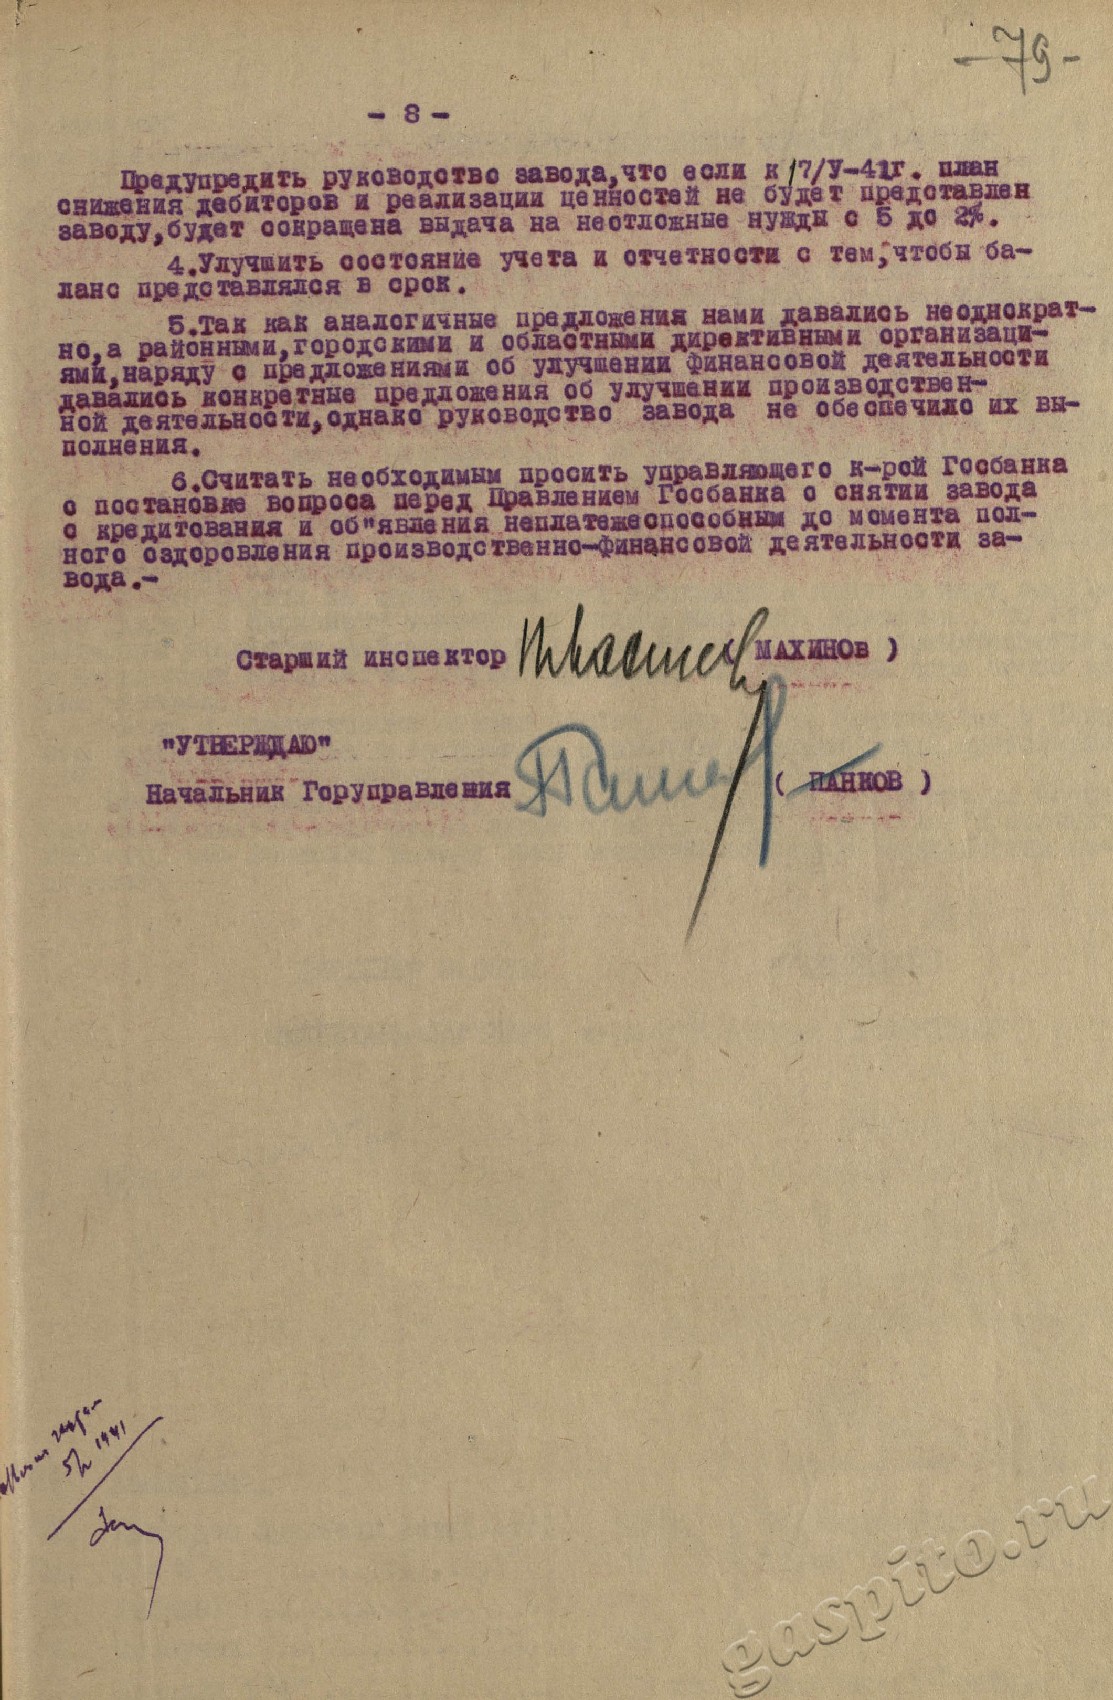 -79-
- 8 -
Предупредить руководство завода,что если к 17/У-41г. план
снижения дебиторов и реализации ценностей не будет представлен
заводу,будет сокращена выдача на неотложные нужды с 5 до 2%.
4.Улучшить состояние учета и отчетности с тем,чтобы ба-
ланс представлялся в срок.
5.Так как аналогичные предложения нами давались неоднократ-
но,а районными,городскими и областными директивными организаци-
ями,наряду с предложениями об улучшении финансовой деятельности
давались конкретные предложения об улучшении производствен-
ной деятельности,однако руководство завода не обеспечило их вы-
полнения.
6.Считать необходимым просить управляющего к-рой Госбанка
о постановке вопроса перед Правлением Госбанка о снятии завода
с кредитования и об"явления неплатежеспособным до момента пол-
ного оздоровления производственно-финансовой деятельности за-
вода.-
Старший инспектор ( МАХИНОВ )
"УТВЕРЖДАЮ"
Начальник Горуправления ( ПАНКОВ )
1941
gaspito.ru